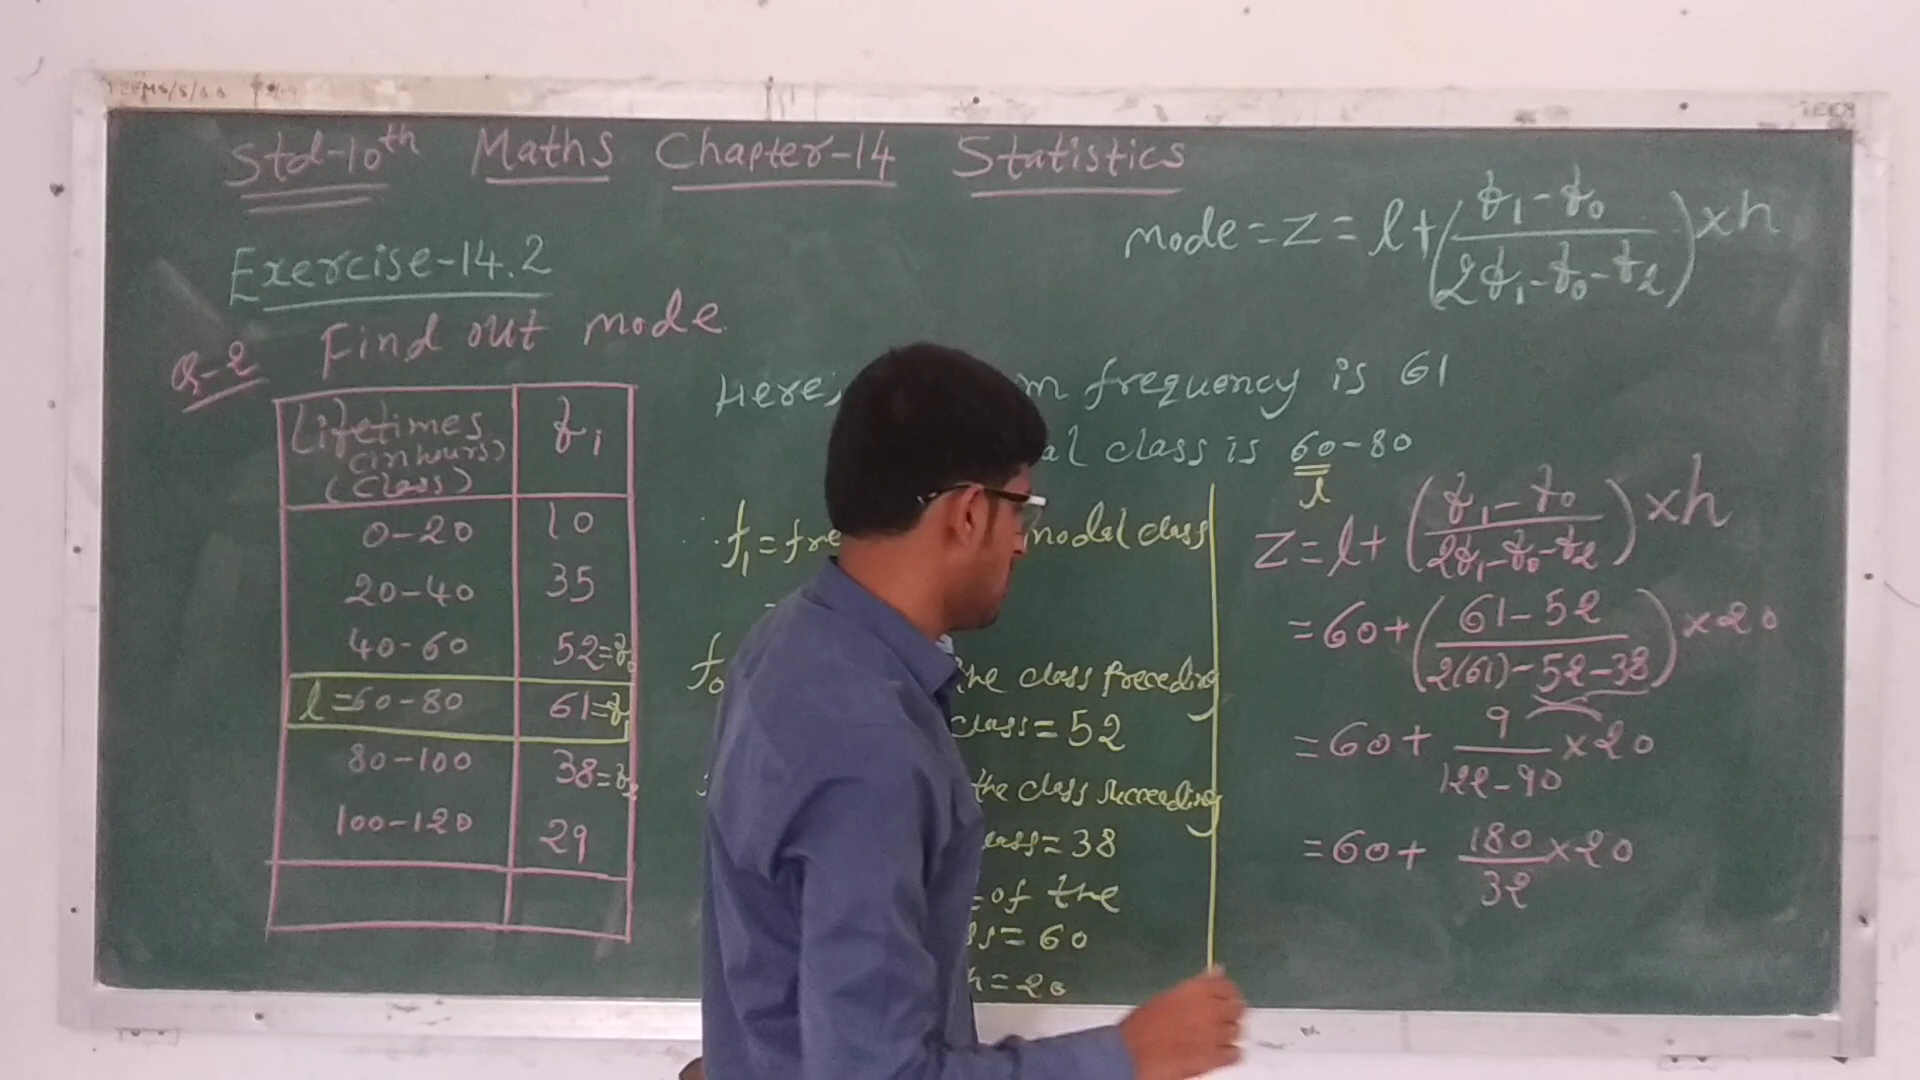 Std-10th Maths Chapter-14 Statistics
Exercise-14.2
mode = Z = l + (f1 - f0 / 2f1 - f0 - f2) × h
Q-2 Find out mode
Lifetimes (in hours) (Class) fi
0-20 10
20-40 35
40-60 52=f0
l=60-80 61=f1
80-100 38=f2
100-120 29
Here, m frequency is 61
al class is 60-80
l
f1 = fre modal class
f0 the class preceding
class = 52
the class succeeding
ass = 38
of the
ss = 60
h = 20
Z = l + (f1 - f0 / 2f1 - f0 - f2) × h
= 60 + (61 - 52 / 2(61) - 52 - 38) × 20
= 60 + 9 / 122 - 90 × 20
= 60 + 180 / 32 × 20